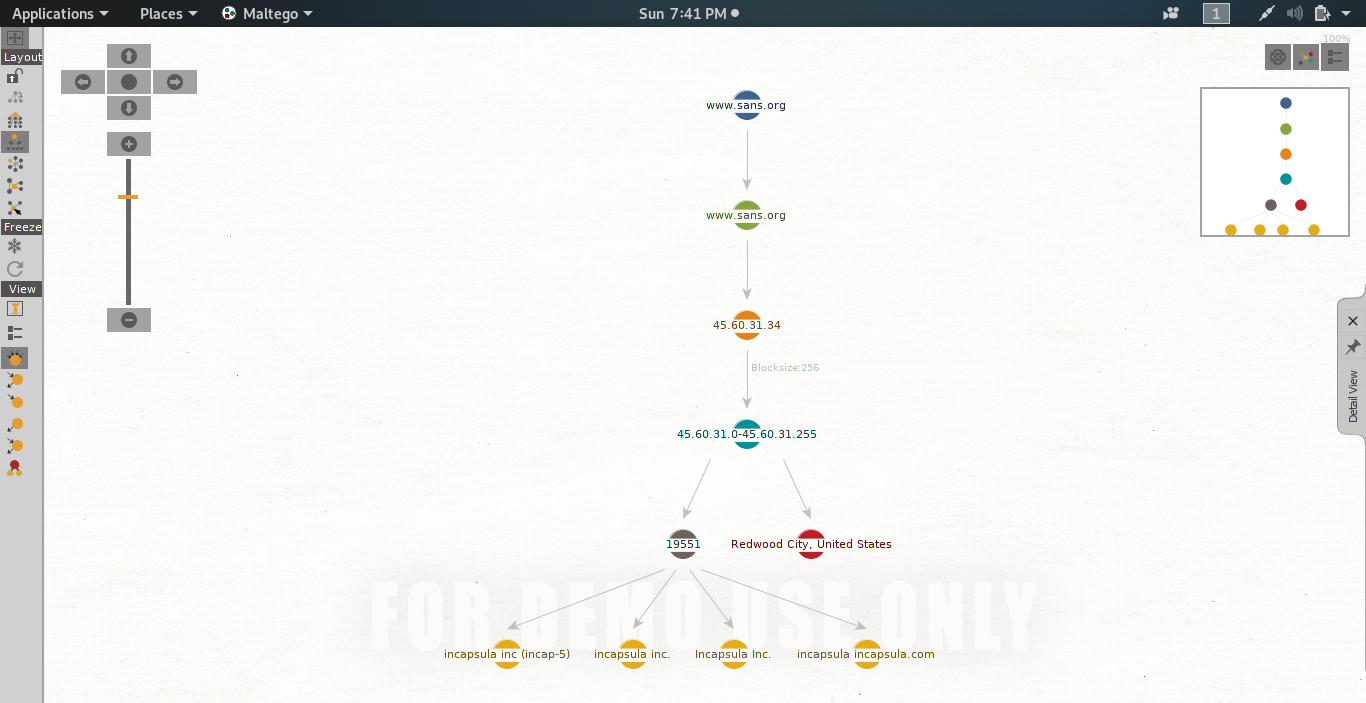 Applications Places Maltego Sun 7:41 PM 1
100%
Layout
Freeze
View
www.sans.org
www.sans.org
45.60.31.34
Blocksize:256
45.60.31.0-45.60.31.255
19551 Redwood City, United States
FOR DEMO USE ONLY
incapsula inc (incap-5) incapsula inc. Incapsula Inc. incapsula incapsula.com
Detail View